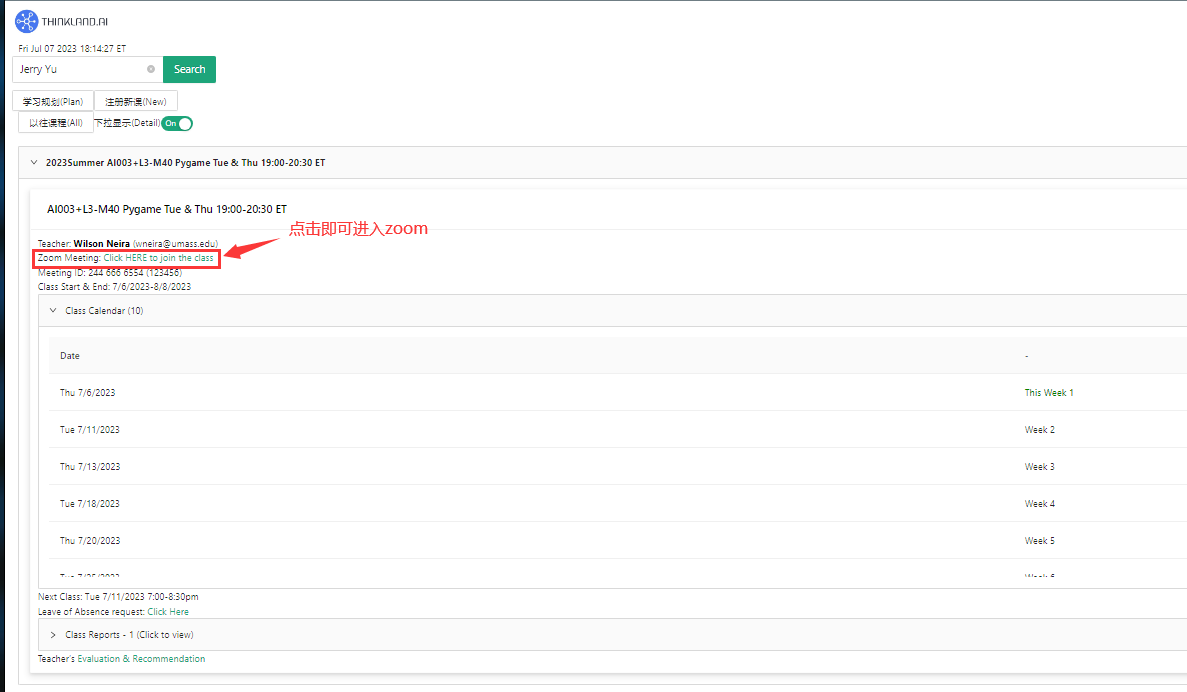 THINKLAND.AI
Fri Jul 07 2023 18:14:27 ET
Jerry Yu
Search
学习规划(Plan) 注册新课(New)
以往课程(All) 下拉显示(Detail) On
2023Summer AI003+L3-M40 Pygame Tue & Thu 19:00-20:30 ET
AI003+L3-M40 Pygame Tue & Thu 19:00-20:30 ET
点击即可进入zoom
Teacher: Wilson Neira (wneira@umass.edu)
Zoom Meeting: Click HERE to join the class
Meeting ID: 244 666 6554 (123456)
Class Start & End: 7/6/2023-8/8/2023
Class Calendar (10)
Date -
Thu 7/6/2023 This Week 1
Tue 7/11/2023 Week 2
Thu 7/13/2023 Week 3
Tue 7/18/2023 Week 4
Thu 7/20/2023 Week 5
Tue 7/25/2023 Week 6
Next Class: Tue 7/11/2023 7:00-8:30pm
Leave of Absence request: Click Here
Class Reports - 1 (Click to view)
Teacher's Evaluation & Recommendation